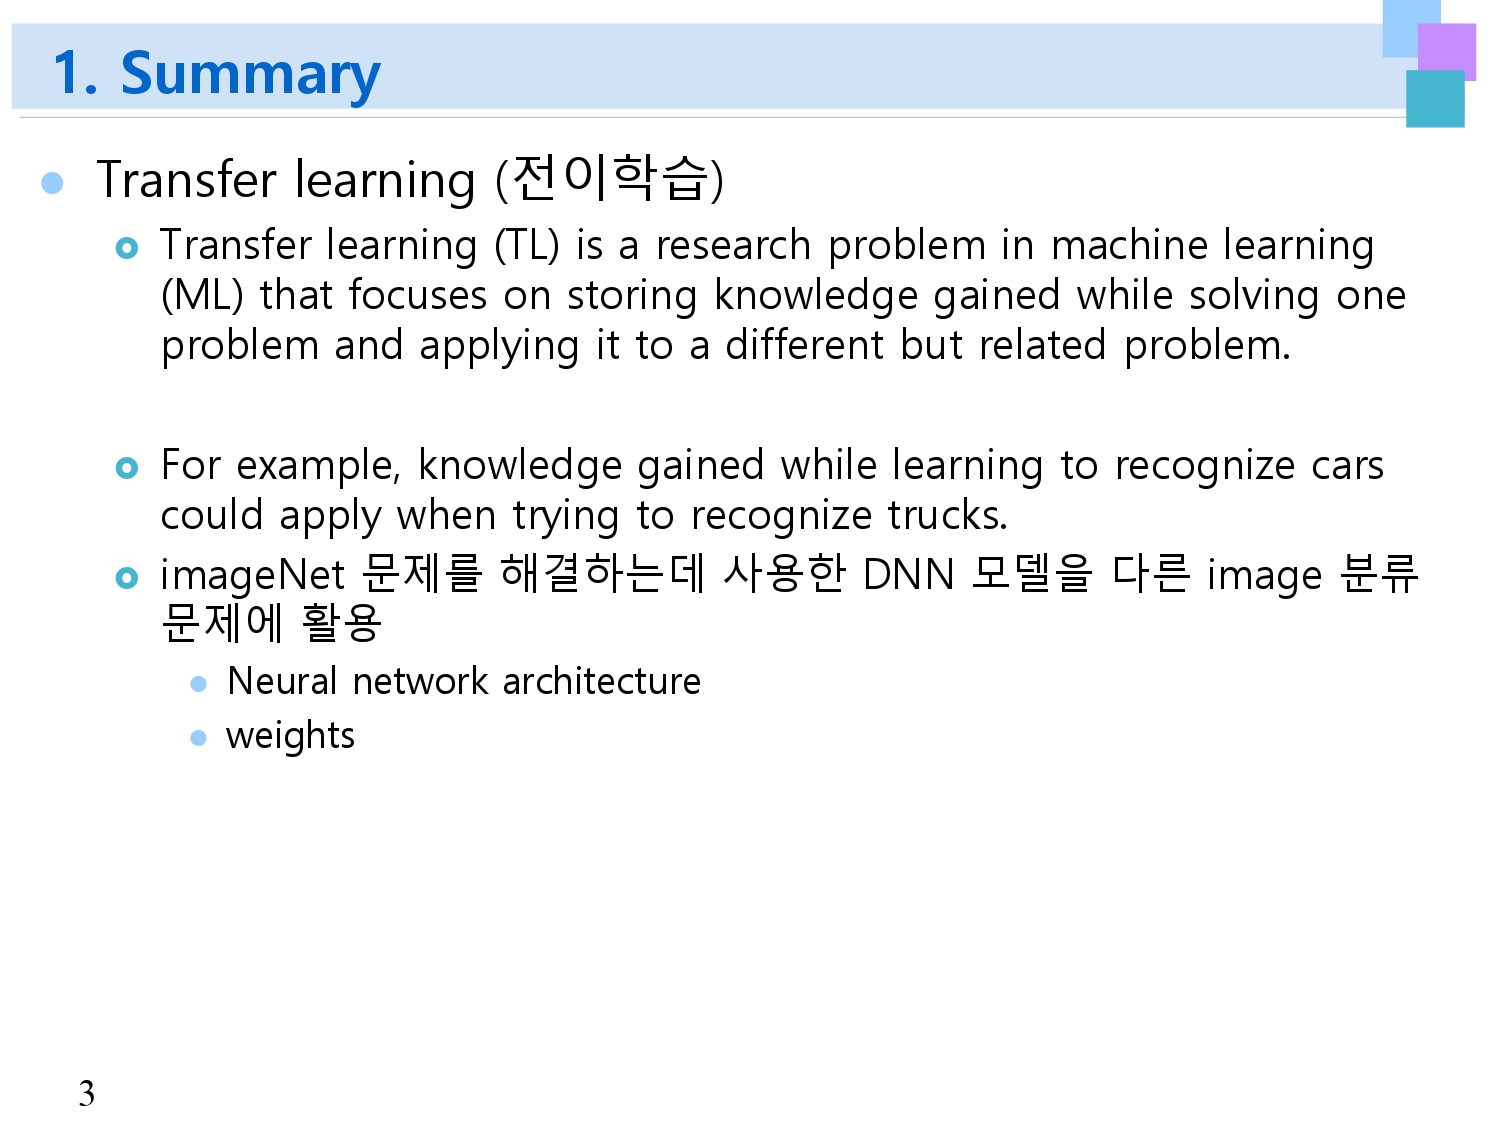 1. Summary
Transfer learning (전이학습)
Transfer learning (TL) is a research problem in machine learning
(ML) that focuses on storing knowledge gained while solving one
problem and applying it to a different but related problem.
For example, knowledge gained while learning to recognize cars
could apply when trying to recognize trucks.
imageNet 문제를 해결하는데 사용한 DNN 모델을 다른 image 분류
문제에 활용
Neural network architecture
weights
3